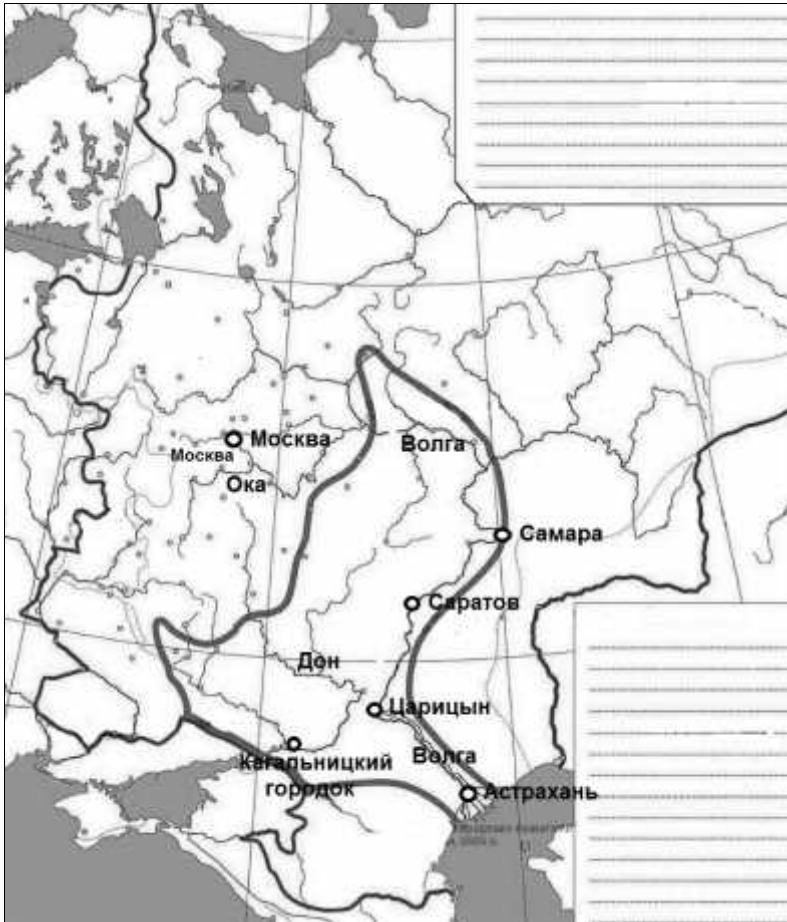 Москва
Москва
Волга
Ока
Самара
Саратов
Дон
Царицын
Волга
Кагальницкий
городок
Астрахань